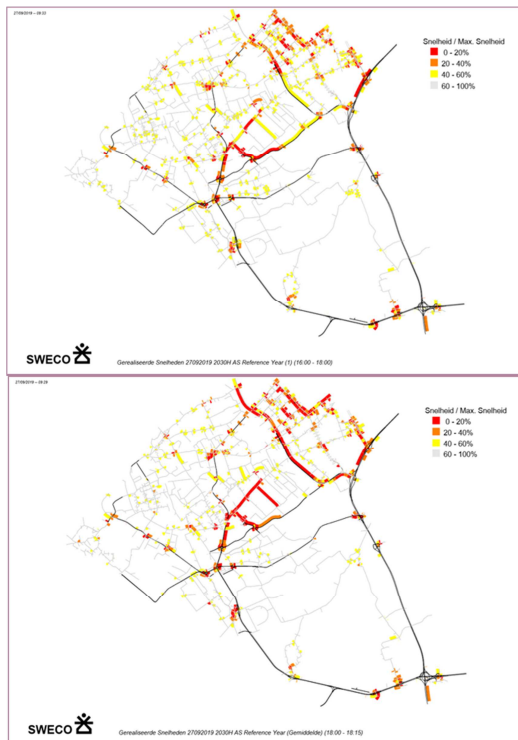 27/09/2019 -- 09:22
Snelheid / Max. Snelheid
0 - 20%
20 - 40%
40 - 60%
60 - 100%
SWECO
Gerealiseerde Snelheden 27092019 2030H AS Reference Year (1) (16:00 - 18:00)
27/09/2019 -- 09:29
Snelheid / Max. Snelheid
0 - 20%
20 - 40%
40 - 60%
60 - 100%
SWECO
Gerealiseerde Snelheden 27092019 2030H AS Reference Year (Gemiddelde) (18:00 - 18:15)